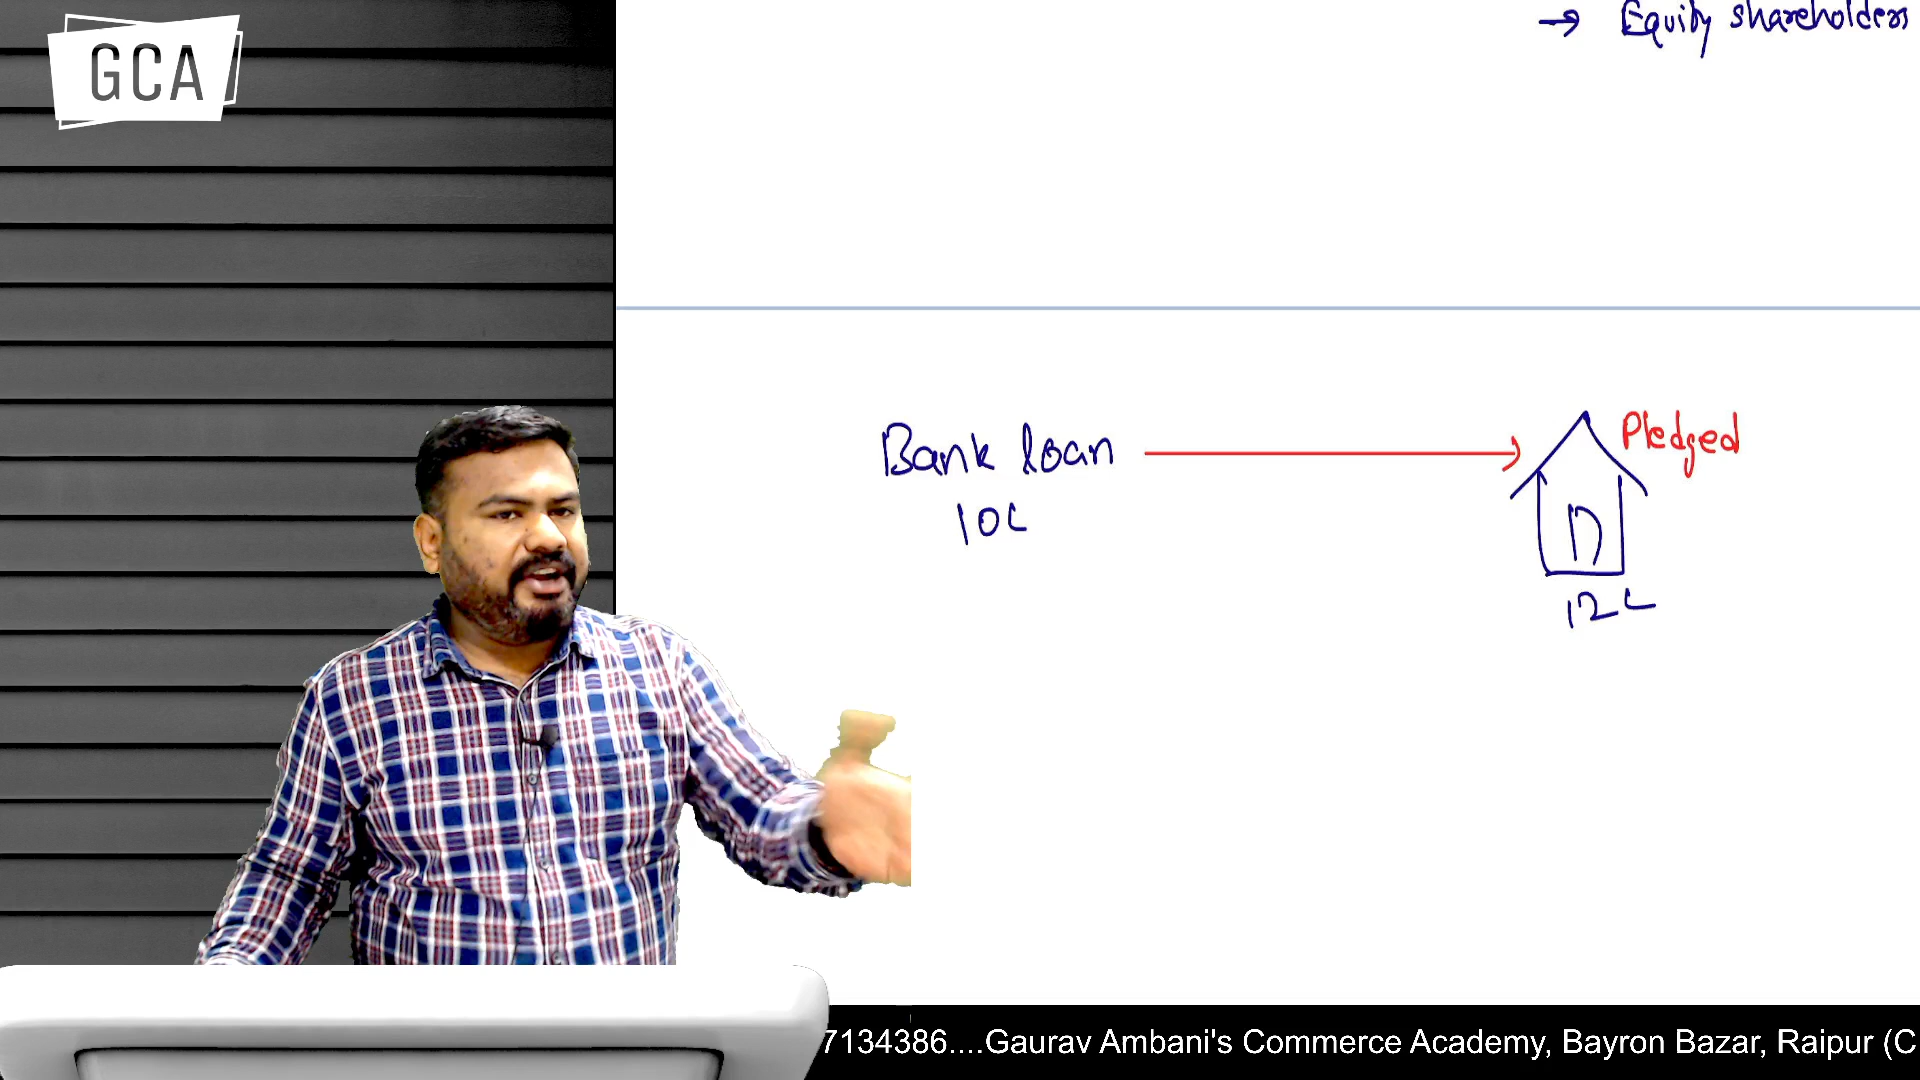 GCA
→ Equity shareholders
Bank loan
10L
Pledged
12L
7134386....Gaurav Ambani's Commerce Academy, Bayron Bazar, Raipur (C